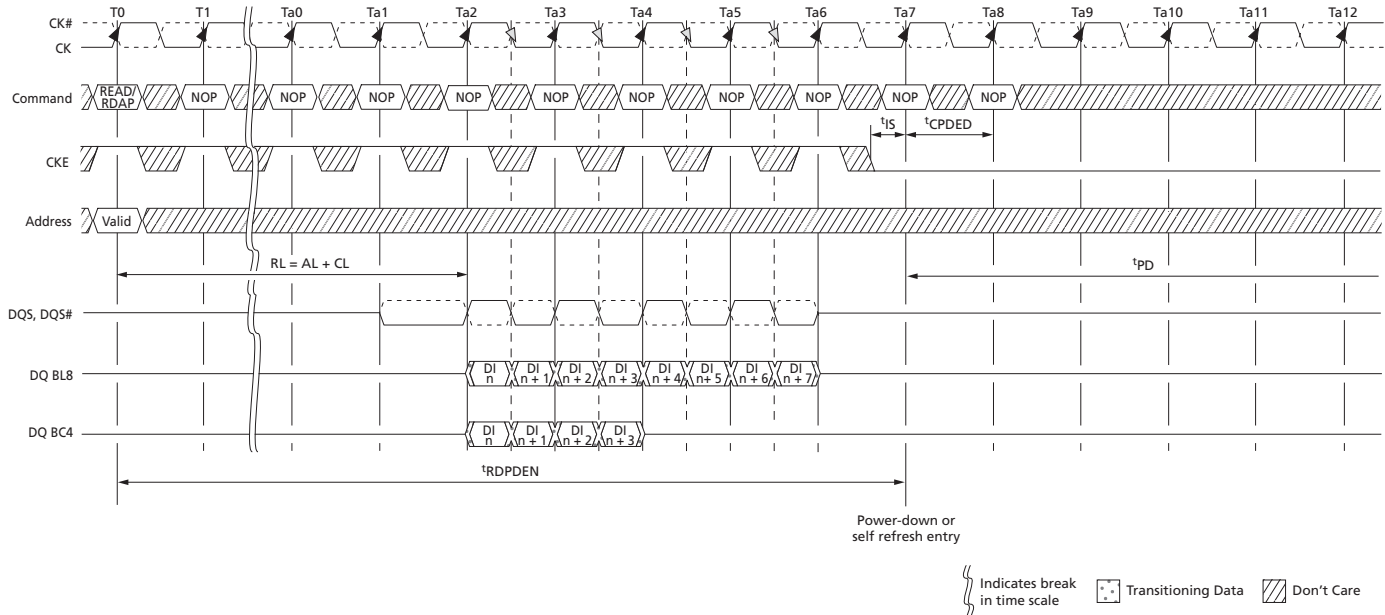 T0 T1 Ta0 Ta1 Ta2 Ta3 Ta4 Ta5 Ta6 Ta7 Ta8 Ta9 Ta10 Ta11 Ta12
CK#
CK
Command READ/ RDAP NOP NOP NOP NOP NOP NOP NOP NOP NOP NOP
tIS tCPDED
CKE
Address Valid
RL = AL + CL tPD
DQS, DQS#
DQ BL8 DI n DI n + 1 DI n + 2 DI n + 3 DI n + 4 DI n+ 5 DI n + 6 DI n + 7
DQ BC4 DI n DI n + 1 DI n + 2 DI n + 3
tRDPDEN
Power-down or
self refresh entry
Indicates break
in time scale
Transitioning Data
Don't Care